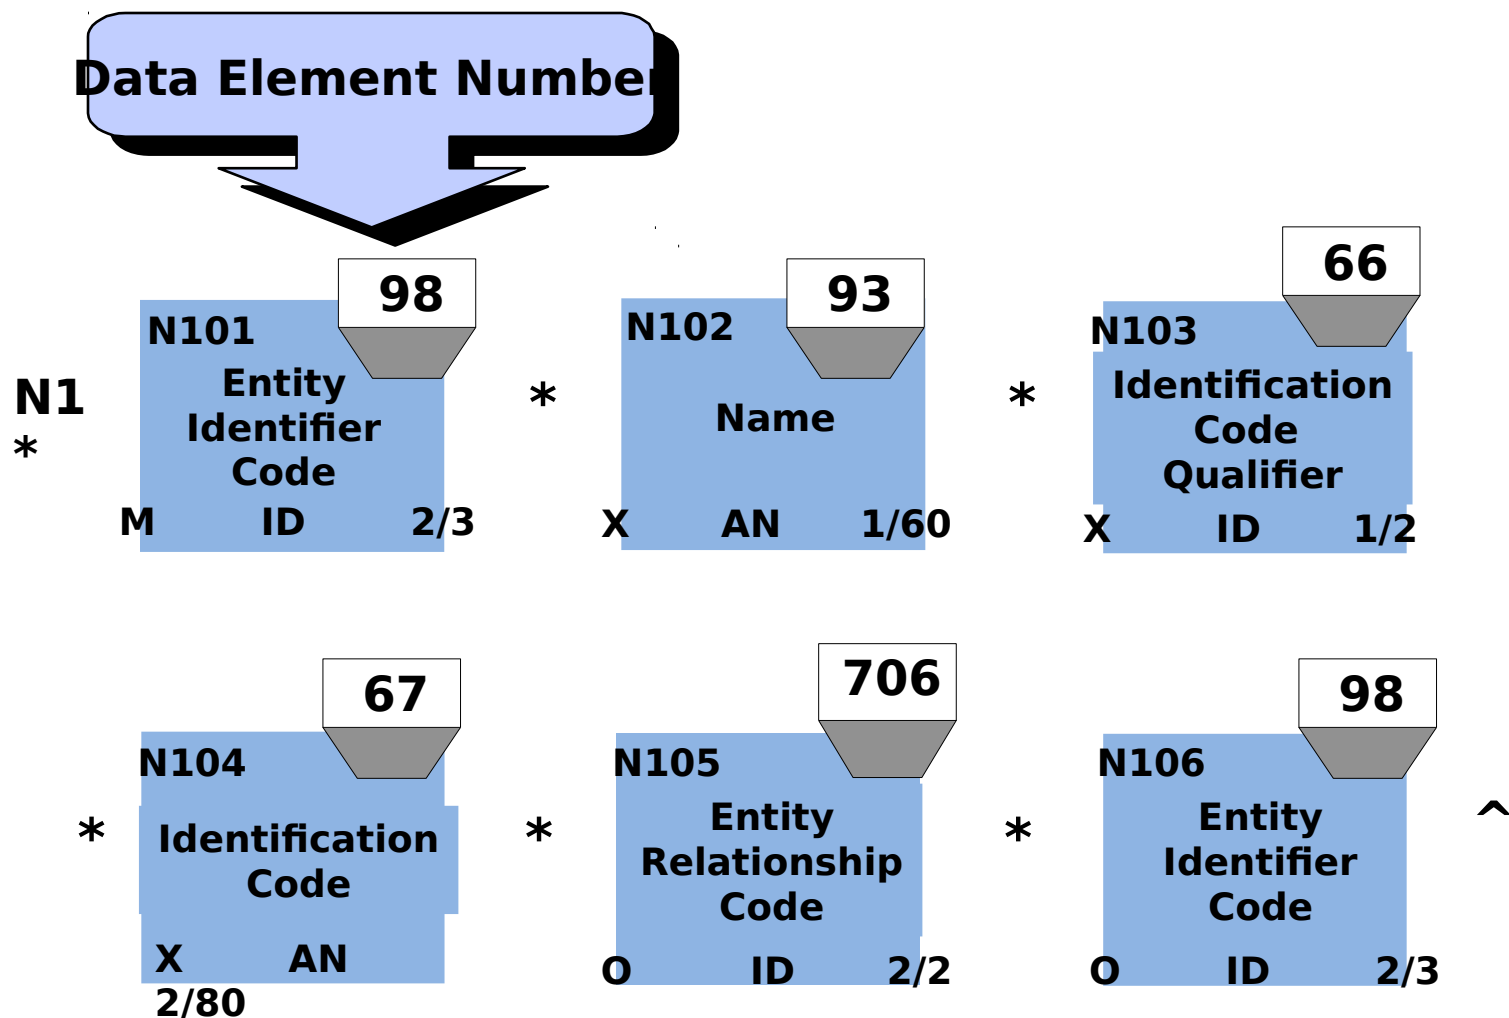 Data Element Number
N1
*
98
N101
Entity
Identifier
Code
M ID 2/3
*
93
N102
Name
X AN 1/60
*
66
N103
Identification
Code
Qualifier
X ID 1/2
*
67
N104
Identification
Code
X AN
2/80
*
706
N105
Entity
Relationship
Code
O ID 2/2
*
98
N106
Entity
Identifier
Code
O ID 2/3
^